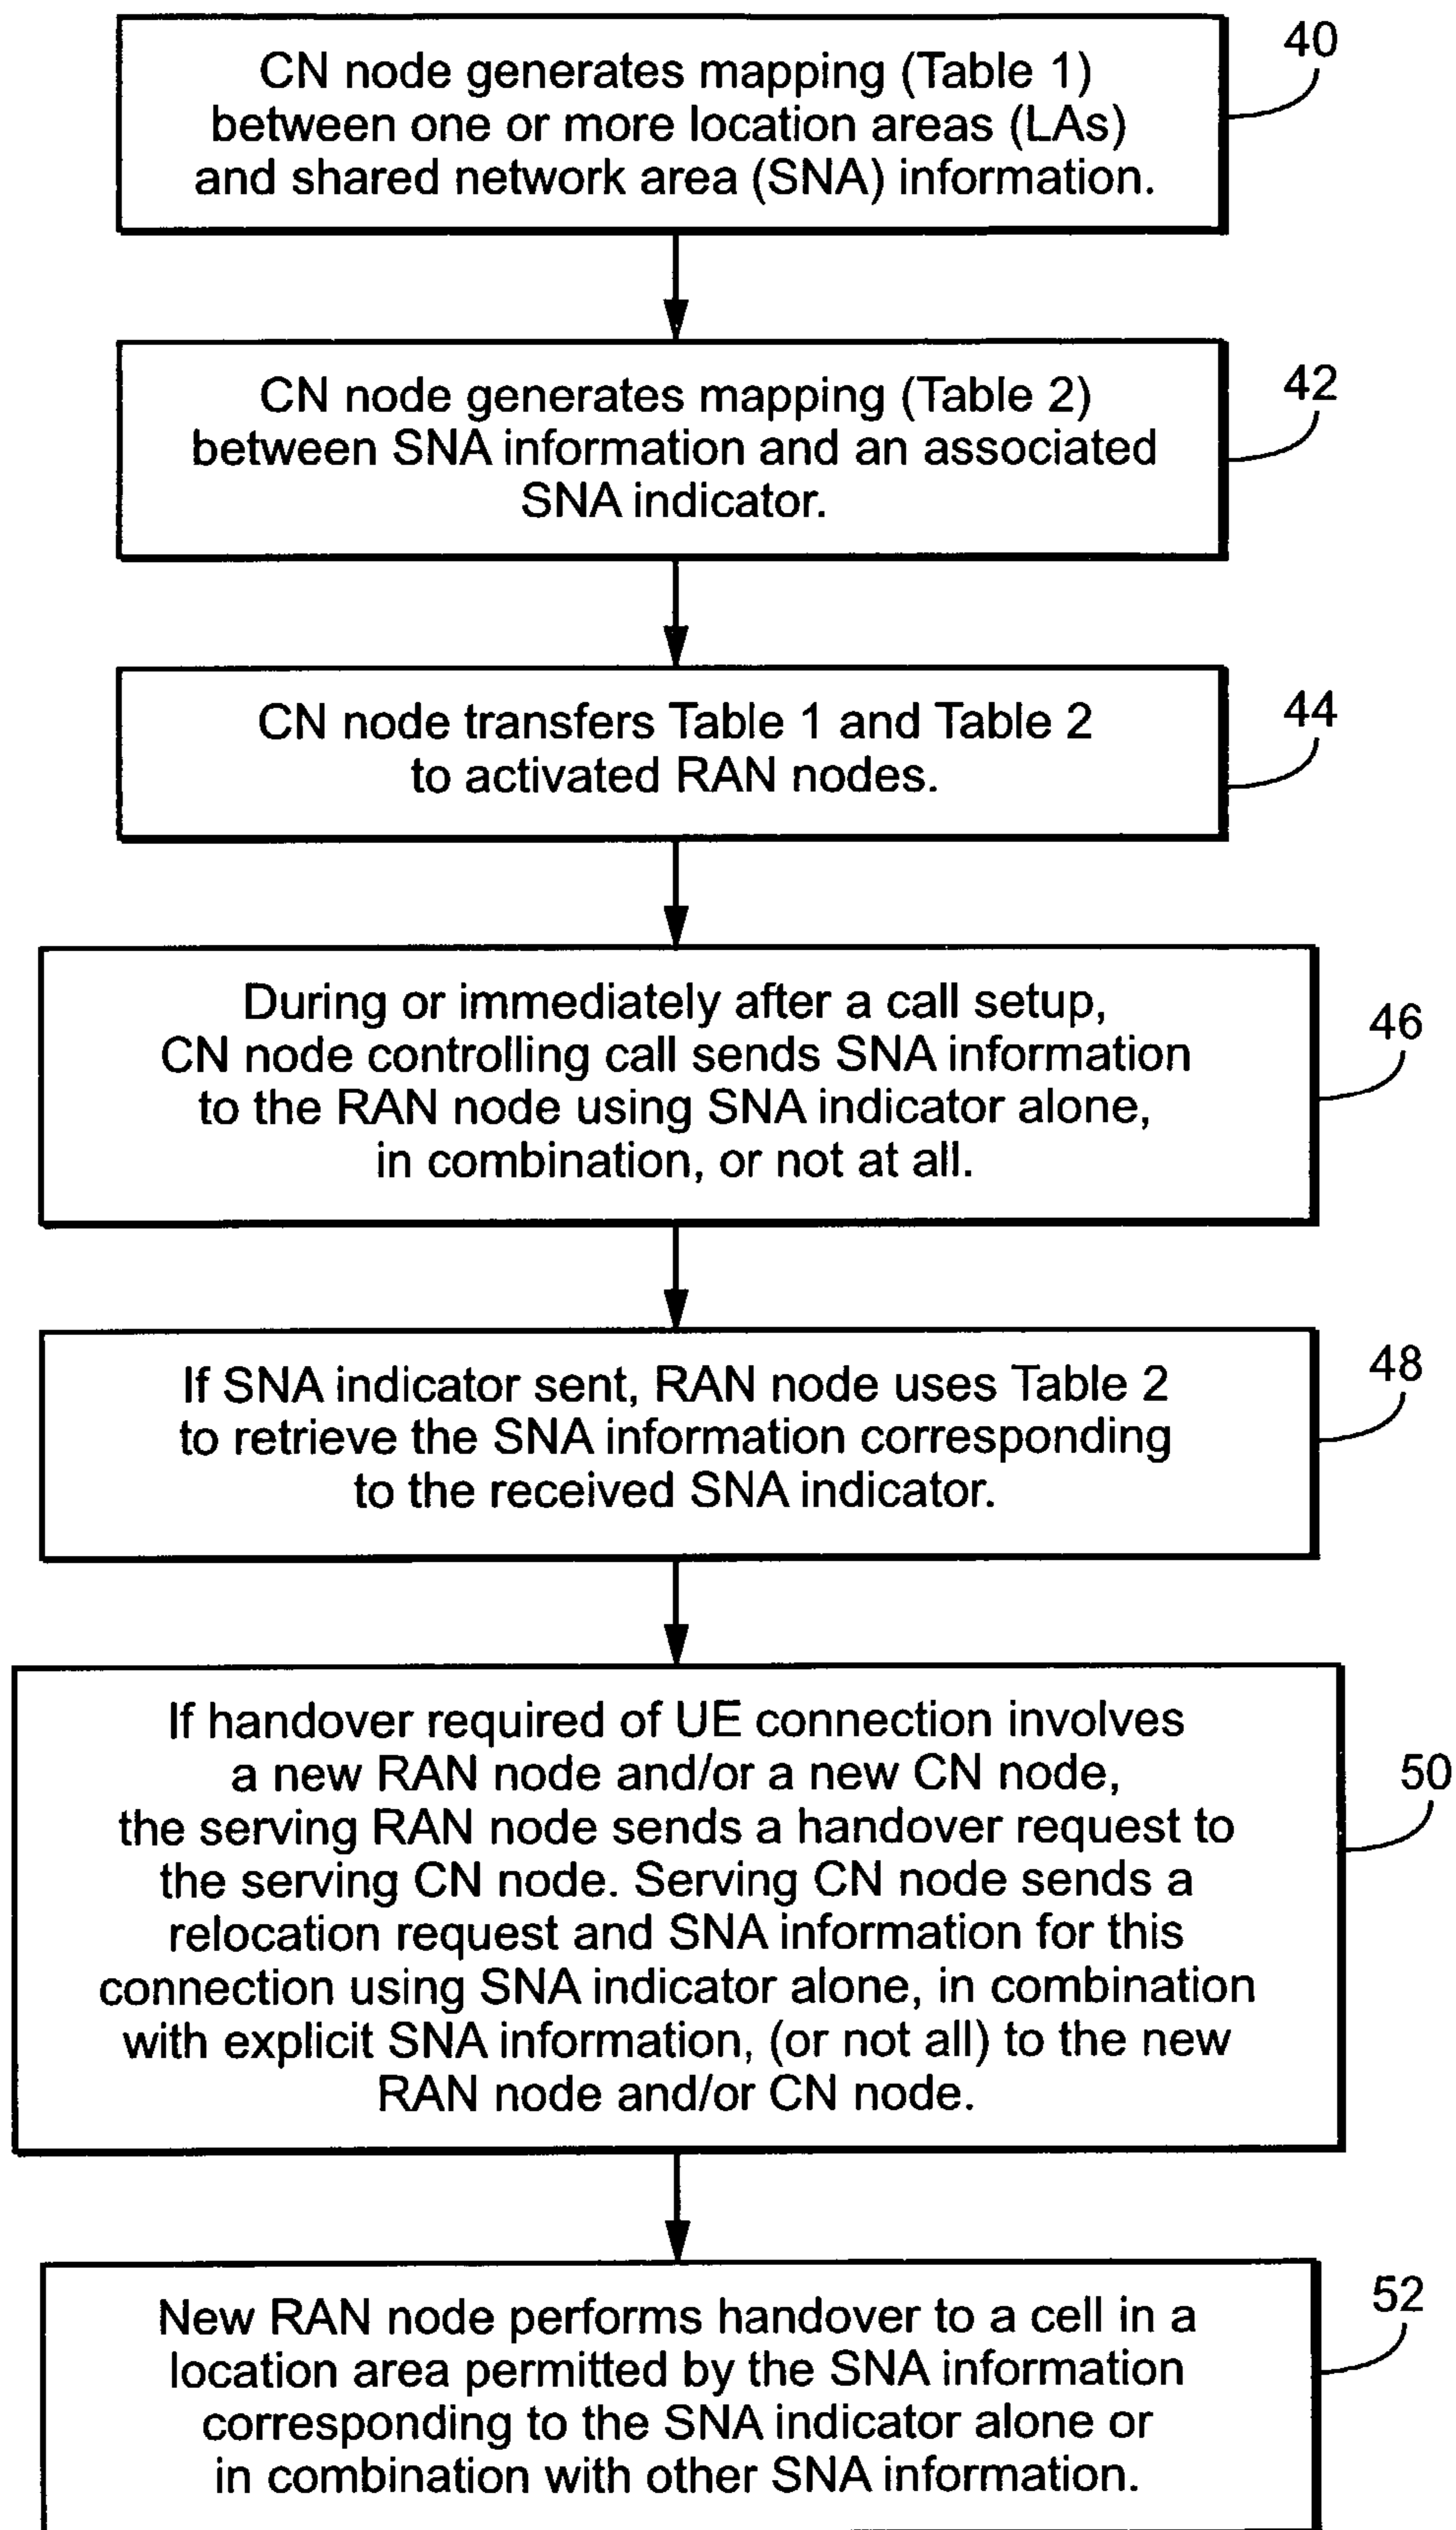 CN node generates mapping (Table 1)
between one or more location areas (LAs)
and shared network area (SNA) information.
40
CN node generates mapping (Table 2)
between SNA information and an associated
SNA indicator.
42
CN node transfers Table 1 and Table 2
to activated RAN nodes.
44
During or immediately after a call setup,
CN node controlling call sends SNA information
to the RAN node using SNA indicator alone,
in combination, or not at all.
46
If SNA indicator sent, RAN node uses Table 2
to retrieve the SNA information corresponding
to the received SNA indicator.
48
If handover required of UE connection involves
a new RAN node and/or a new CN node,
the serving RAN node sends a handover request to
the serving CN node. Serving CN node sends a
relocation request and SNA information for this
connection using SNA indicator alone, in combination
with explicit SNA information, (or not all) to the new
RAN node and/or CN node.
50
New RAN node performs handover to a cell in a
location area permitted by the SNA information
corresponding to the SNA indicator alone or
in combination with other SNA information.
52